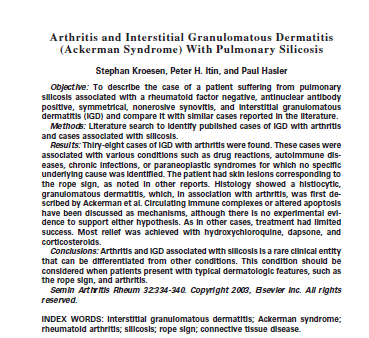 Arthritis and Interstitial Granulomatous Dermatitis
(Ackerman Syndrome) With Pulmonary Silicosis
Stephan Kroesen, Peter H. Itin, and Paul Hasler
Objective: To describe the case of a patient suffering from pulmonary
silicosis associated with a rheumatoid factor negative, antinuclear antibody
positive, symmetrical, nonerosive synovitis, and interstitial granulomatous
dermatitis (IGD) and compare it with similar cases reported in the literature.
Methods: Literature search to identify published cases of IGD with arthritis
and cases associated with silicosis.
Results: Thirty-eight cases of IGD with arthritis were found. These cases were
associated with various conditions such as drug reactions, autoimmune dis-
eases, chronic infections, or paraneoplastic syndromes for which no specific
underlying cause was identified. The patient had skin lesions corresponding to
the rope sign, as noted in other reports. Histology showed a histiocytic,
granulomatous dermatitis, which, in association with arthritis, was first de-
scribed by Ackerman et al. Circulating immune complexes or altered apoptosis
have been discussed as mechanisms, although there is no experimental evi-
dence to support either hypothesis. As in other cases, treatment had limited
success. Most relief was achieved with hydroxychloroquine, dapsone, and
corticosteroids.
Conclusions: Arthritis and IGD associated with silicosis is a rare clinical entity
that can be differentiated from other conditions. This condition should be
considered when patients present with typical dermatologic features, such as
the rope sign, and arthritis.
Semin Arthritis Rheum 32:334-340. Copyright 2003, Elsevier Inc. All rights
reserved.
INDEX WORDS: Interstitial granulomatous dermatitis; Ackerman syndrome;
rheumatoid arthritis; silicosis; rope sign; connective tissue disease.